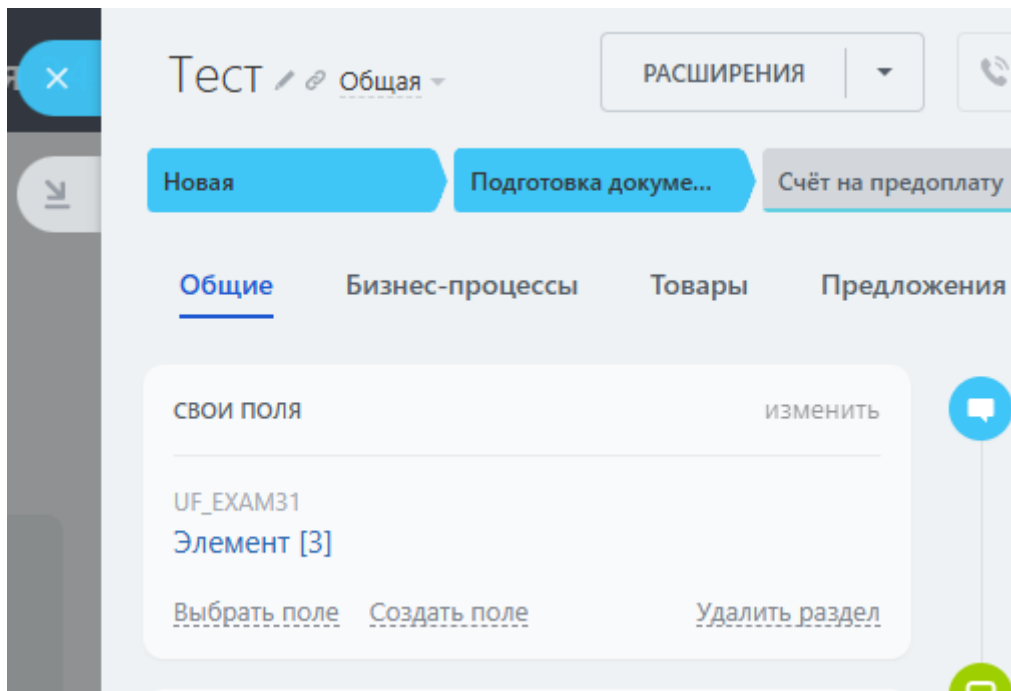 Тест Общая
РАСШИРЕНИЯ
Новая
Подготовка докуме...
Счёт на предоплату
Общие Бизнес-процессы Товары Предложения
СВОИ ПОЛЯ
изменить
UF_EXAM31
Элемент [3]
Выбрать поле Создать поле Удалить раздел